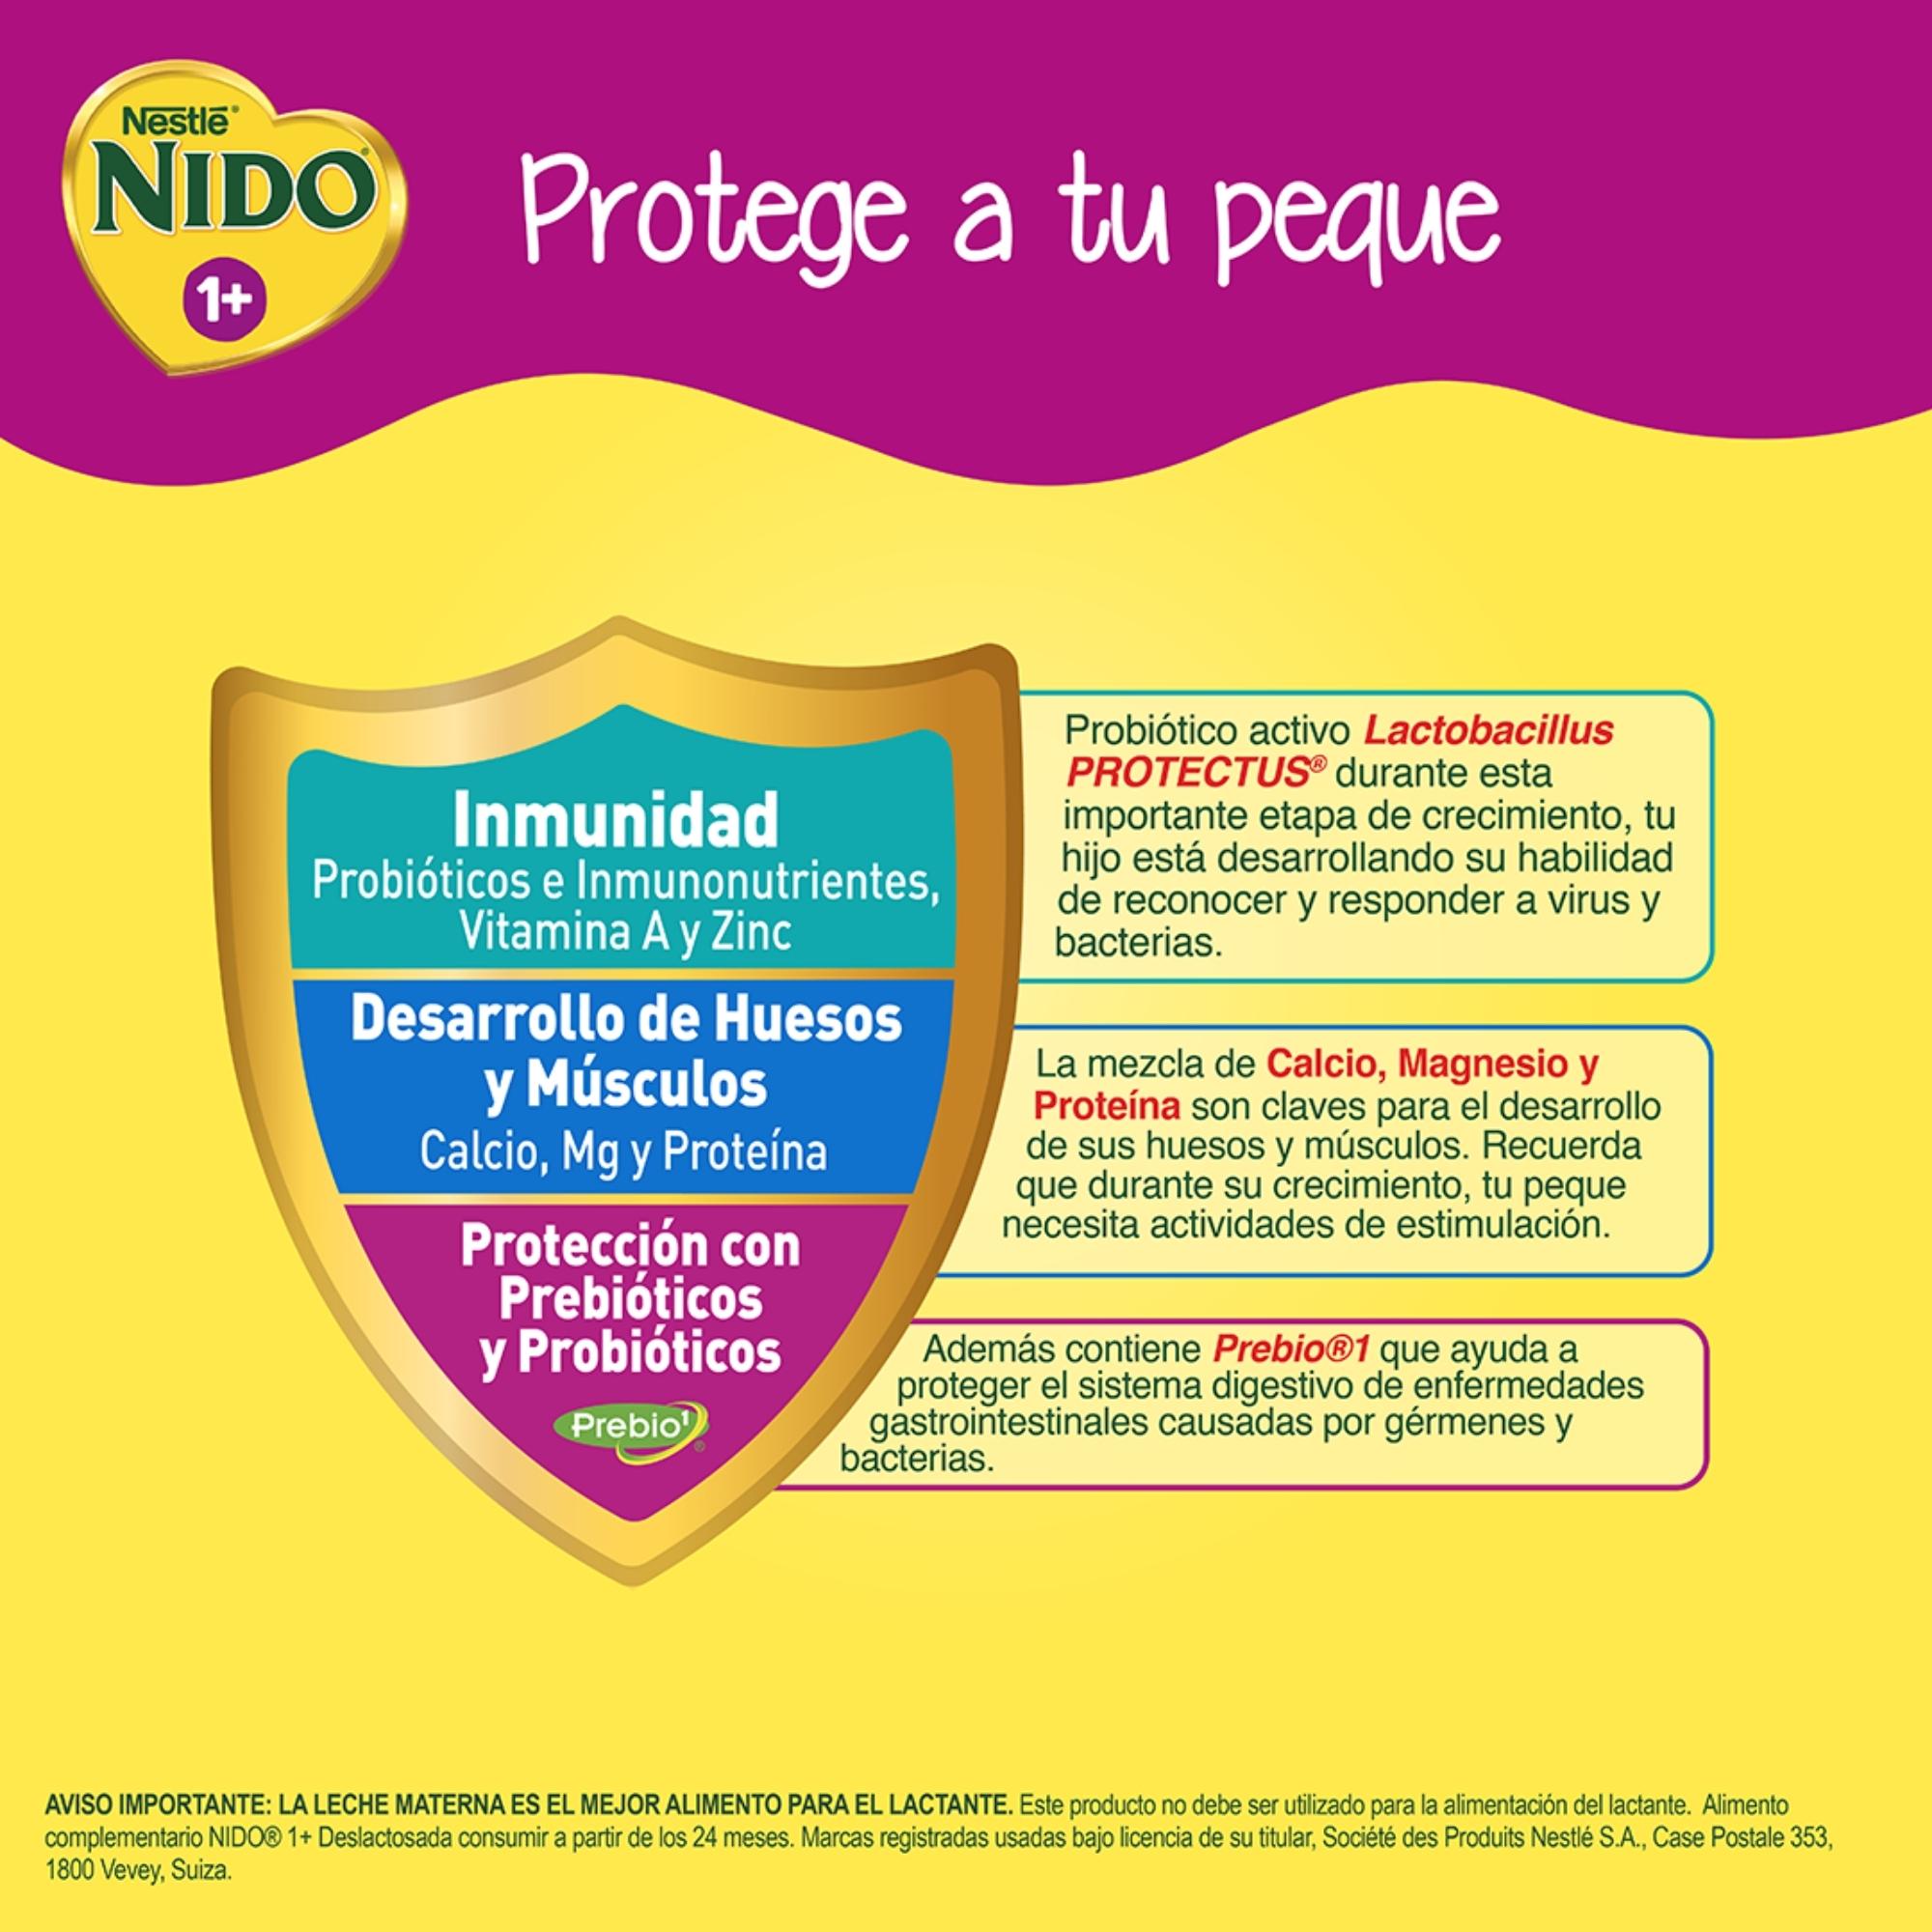 Nestlé®
NIDO®
1+
Protege a tu peque
Inmunidad
Probióticos e Inmunonutrientes,
Vitamina A y Zinc
Desarrollo de Huesos
y Músculos
Calcio, Mg y Proteína
Protección con
Prebióticos
y Probióticos
Prebio¹®
Probiótico activo Lactobacillus
PROTECTUS® durante esta
importante etapa de crecimiento, tu
hijo está desarrollando su habilidad
de reconocer y responder a virus y
bacterias.
La mezcla de Calcio, Magnesio y
Proteína son claves para el desarrollo
de sus huesos y músculos. Recuerda
que durante su crecimiento, tu peque
necesita actividades de estimulación.
Además contiene Prebio®1 que ayuda a
proteger el sistema digestivo de enfermedades
gastrointestinales causadas por gérmenes y
bacterias.
AVISO IMPORTANTE: LA LECHE MATERNA ES EL MEJOR ALIMENTO PARA EL LACTANTE. Este producto no debe ser utilizado para la alimentación del lactante. Alimento
complementario NIDO® 1+ Deslactosada consumir a partir de los 24 meses. Marcas registradas usadas bajo licencia de su titular, Société des Produits Nestlé S.A., Case Postale 353,
1800 Vevey, Suiza.